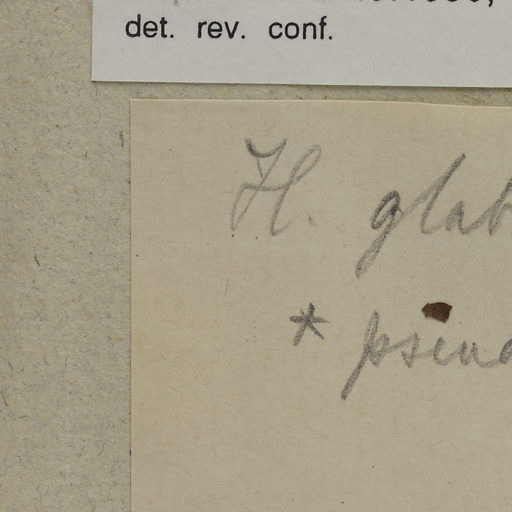 det. rev. conf.
H. glab
* pseud